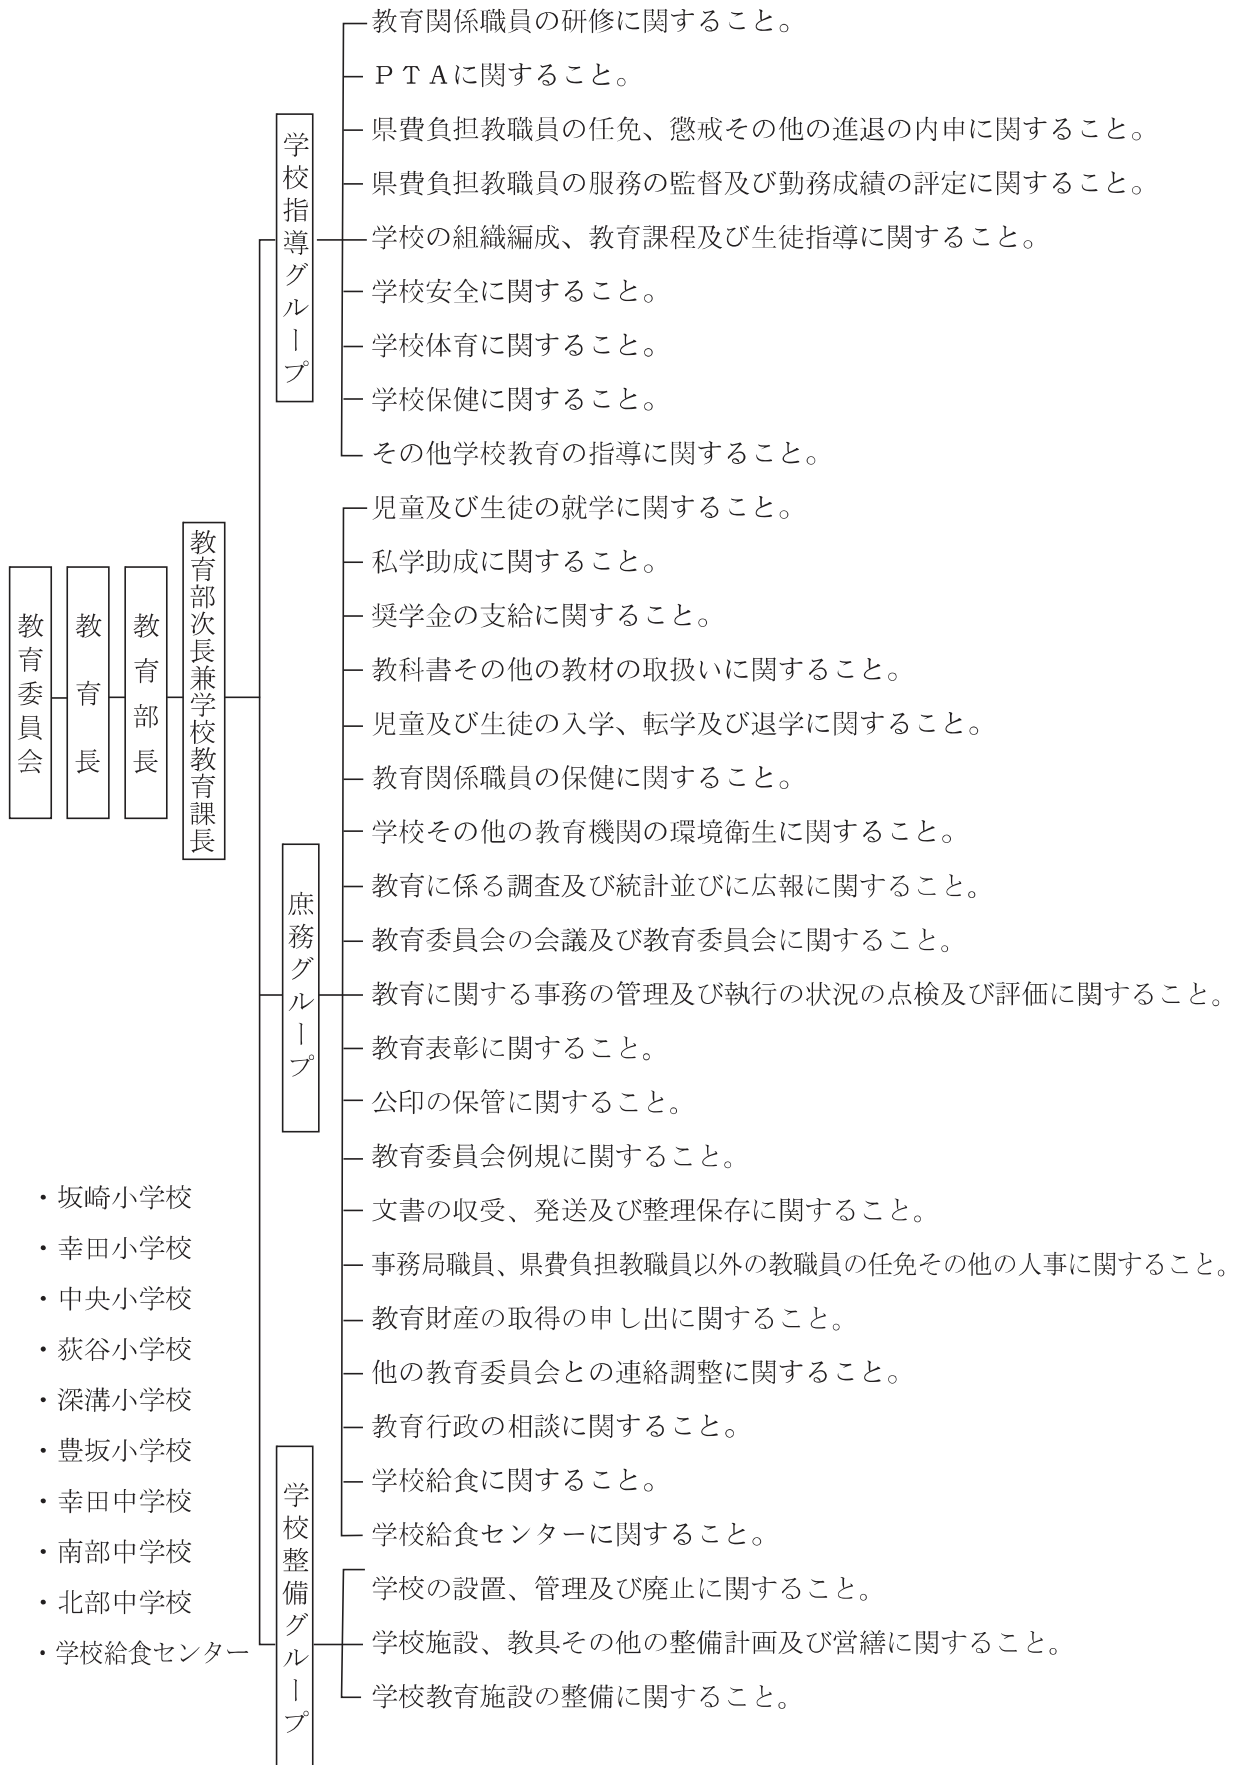 教育委員会
教育長
教育部長
教育部次長兼学校教育課長
学校指導グループ
教育関係職員の研修に関すること。
ＰＴＡに関すること。
県費負担教職員の任免、懲戒その他の進退の内申に関すること。
県費負担教職員の服務の監督及び勤務成績の評定に関すること。
学校の組織編成、教育課程及び生徒指導に関すること。
学校安全に関すること。
学校体育に関すること。
学校保健に関すること。
その他学校教育の指導に関すること。
庶務グループ
児童及び生徒の就学に関すること。
私学助成に関すること。
奨学金の支給に関すること。
教科書その他の教材の取扱いに関すること。
児童及び生徒の入学、転学及び退学に関すること。
教育関係職員の保健に関すること。
学校その他の教育機関の環境衛生に関すること。
教育に係る調査及び統計並びに広報に関すること。
教育委員会の会議及び教育委員会に関すること。
教育に関する事務の管理及び執行の状況の点検及び評価に関すること。
教育表彰に関すること。
公印の保管に関すること。
教育委員会例規に関すること。
文書の収受、発送及び整理保存に関すること。
事務局職員、県費負担教職員以外の教職員の任免その他の人事に関すること。
教育財産の取得の申し出に関すること。
他の教育委員会との連絡調整に関すること。
教育行政の相談に関すること。
学校給食に関すること。
学校給食センターに関すること。
学校整備グループ
学校の設置、管理及び廃止に関すること。
学校施設、教具その他の整備計画及び営繕に関すること。
学校教育施設の整備に関すること。
・坂崎小学校
・幸田小学校
・中央小学校
・荻谷小学校
・深溝小学校
・豊坂小学校
・幸田中学校
・南部中学校
・北部中学校
・学校給食センター